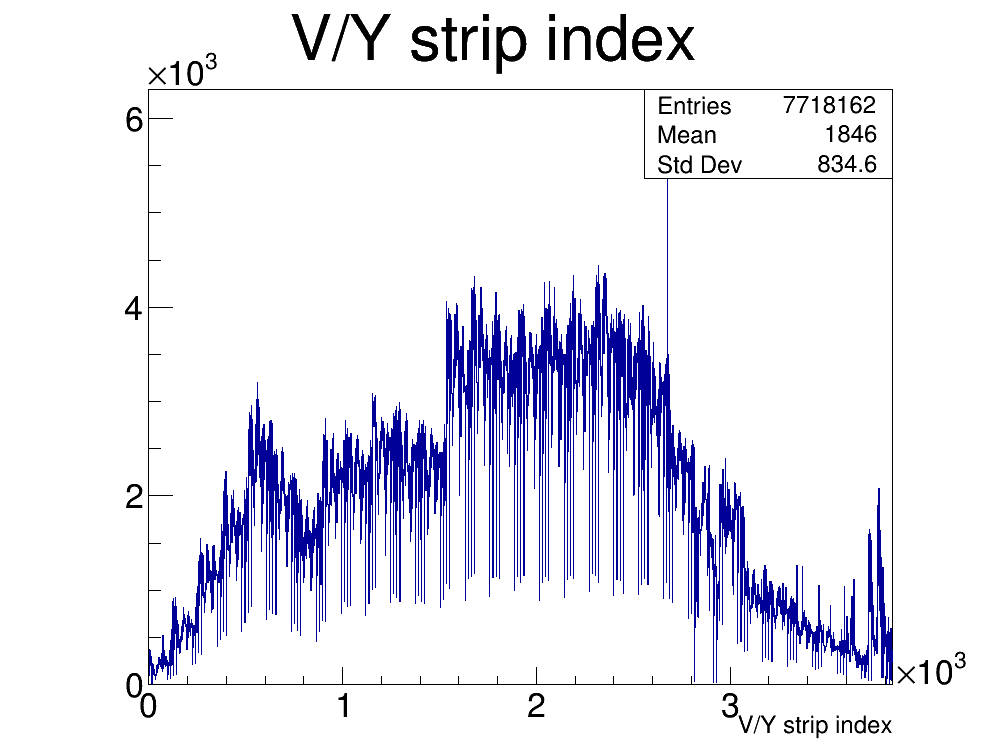 V/Y strip index
×10³
Entries 7718162
Mean 1846
Std Dev 834.6
6
4
2
0
0 1 2 3
×10³
V/Y strip index